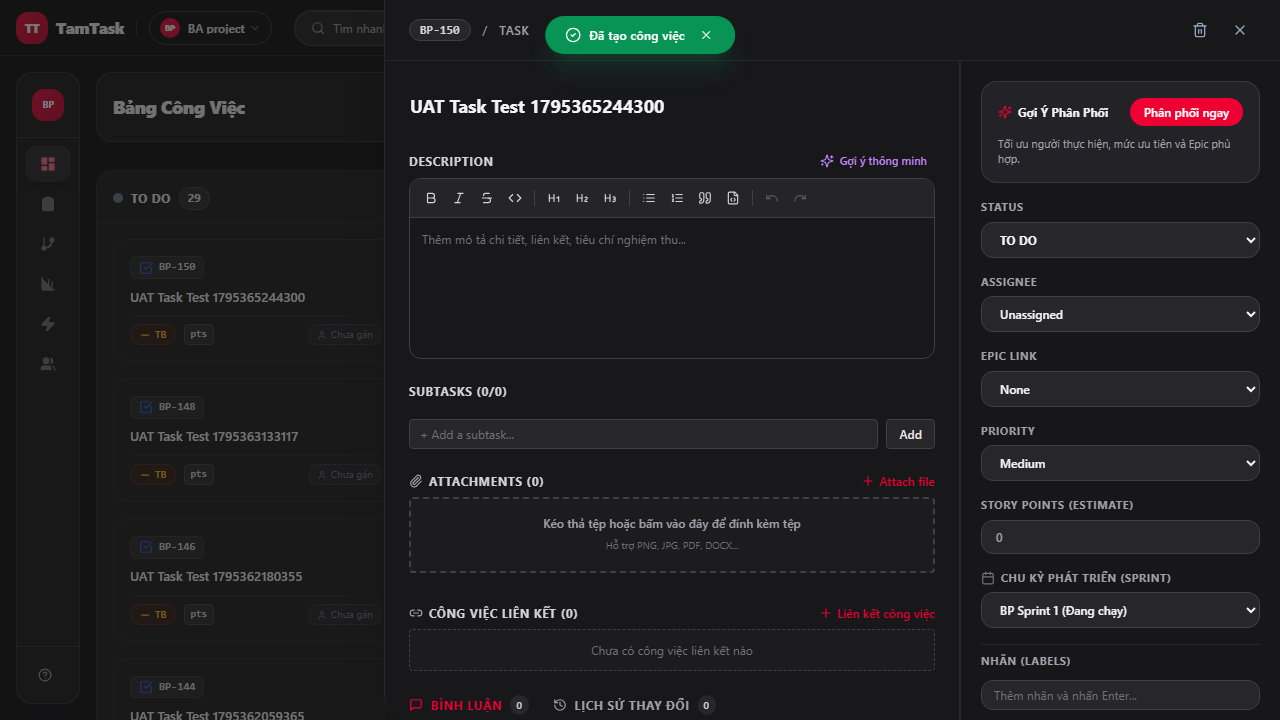 TT TamTask
BP BA project
Tìm nhanh
BP-150 / TASK
Đã tạo công việc
BP
Bảng Công Việc
TO DO 29
BP-150
UAT Task Test 1795365244300
TB pts Chưa gán
BP-148
UAT Task Test 1795363133117
TB pts Chưa gán
BP-146
UAT Task Test 1795362180355
TB pts Chưa gán
BP-144
UAT Task Test 1795362059365
UAT Task Test 1795365244300
DESCRIPTION
Gợi ý thông minh
B I S <> H1 H2 H3
Thêm mô tả chi tiết, liên kết, tiêu chí nghiệm thu...
SUBTASKS (0/0)
+ Add a subtask...
Add
ATTACHMENTS (0)
+ Attach file
Kéo thả tệp hoặc bấm vào đây để đính kèm tệp
Hỗ trợ PNG, JPG, PDF, DOCX...
CÔNG VIỆC LIÊN KẾT (0)
+ Liên kết công việc
Chưa có công việc liên kết nào
BÌNH LUẬN 0
LỊCH SỬ THAY ĐỔI 0
Gợi Ý Phân Phối
Phân phối ngay
Tối ưu người thực hiện, mức ưu tiên và Epic phù
hợp.
STATUS
TO DO
ASSIGNEE
Unassigned
EPIC LINK
None
PRIORITY
Medium
STORY POINTS (ESTIMATE)
0
CHU KỲ PHÁT TRIỂN (SPRINT)
BP Sprint 1 (Đang chạy)
NHÃN (LABELS)
Thêm nhãn và nhấn Enter...